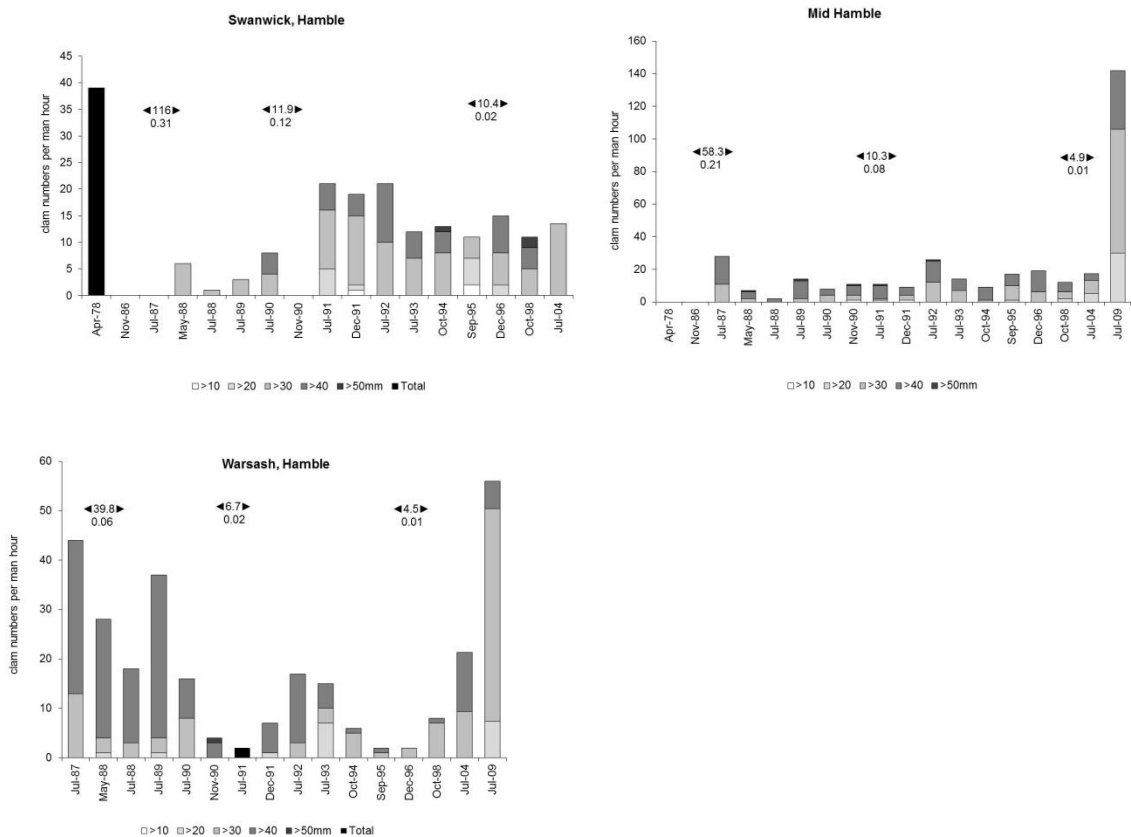 Swanwick, Hamble
clam numbers per man hour
45
40
35
30
25
20
15
10
5
0
◄116►
0.31
◄11.9►
0.12
◄10.4►
0.02
Apr-78
Nov-86
Jul-87
May-88
Jul-88
Jul-89
Jul-90
Nov-90
Jul-91
Dec-91
Jul-92
Jul-93
Oct-94
Sep-95
Dec-96
Oct-98
Jul-04
>10 >20 >30 >40 >50mm Total
Mid Hamble
clam numbers per man hour
160
140
120
100
80
60
40
20
0
◄58.3►
0.21
◄10.3►
0.08
◄4.9►
0.01
Apr-78
Nov-86
Jul-87
May-88
Jul-88
Jul-89
Jul-90
Nov-90
Jul-91
Dec-91
Jul-92
Jul-93
Oct-94
Sep-95
Dec-96
Oct-98
Jul-04
Jul-09
>10 >20 >30 >40 >50mm
Warsash, Hamble
clam numbers per man hour
60
50
40
30
20
10
0
◄39.8►
0.06
◄6.7►
0.02
◄4.5►
0.01
Jul-87
May-88
Jul-88
Jul-89
Jul-90
Nov-90
Jul-91
Dec-91
Jul-92
Jul-93
Oct-94
Sep-95
Dec-96
Oct-98
Jul-04
Jul-09
>10 >20 >30 >40 >50mm Total